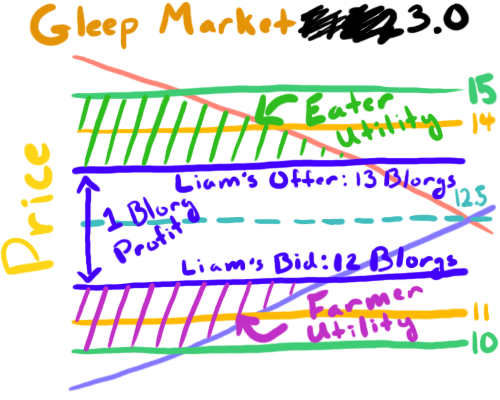 Gleep Market 3.0
15
Eater
Utility
14
Price
Liam's Offer: 13 Blorgs
12.5
1 Blorg
Profit
Liam's Bid: 12 Blorgs
Farmer
Utility
11
10